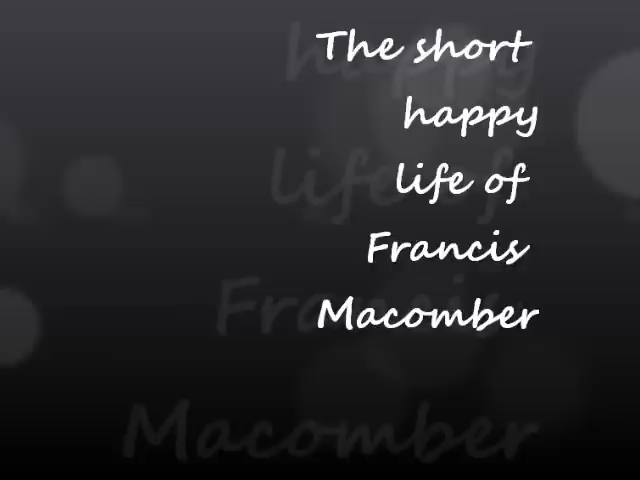 The short
happy
life of
Francis
Macomber